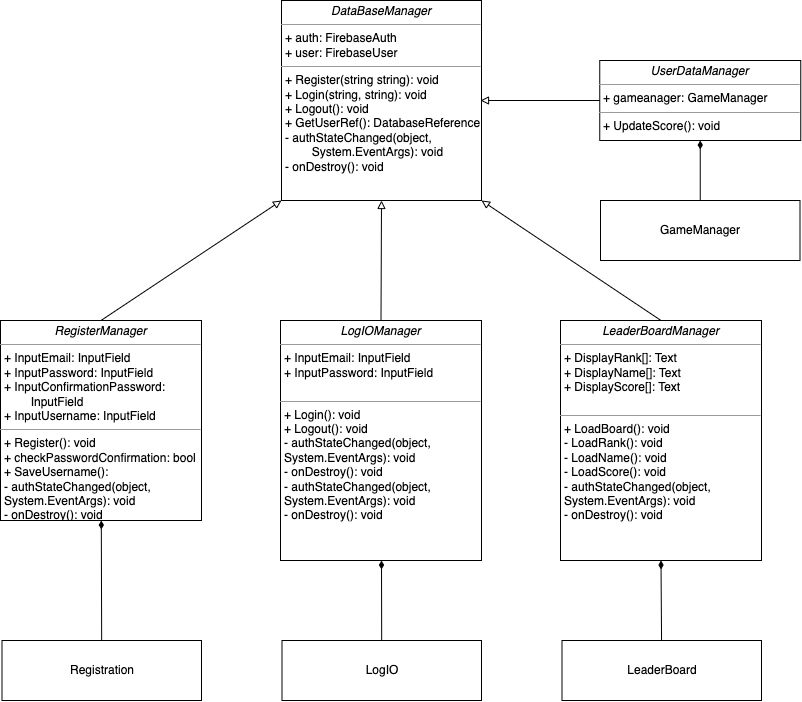 DataBaseManager
+ auth: FirebaseAuth
+ user: FirebaseUser
+ Register(string string): void
+ Login(string, string): void
+ Logout(): void
+ GetUserRef(): DatabaseReference
- authStateChanged(object,
System.EventArgs): void
- onDestroy(): void
UserDataManager
+ gameanager: GameManager
+ UpdateScore(): void
GameManager
RegisterManager
+ InputEmail: InputField
+ InputPassword: InputField
+ InputConfirmationPassword:
InputField
+ InputUsername: InputField
+ Register(): void
+ checkPasswordConfirmation: bool
+ SaveUsername():
- authStateChanged(object,
System.EventArgs): void
- onDestroy(): void
LogIOManager
+ InputEmail: InputField
+ InputPassword: InputField
+ Login(): void
+ Logout(): void
- authStateChanged(object,
System.EventArgs): void
- onDestroy(): void
- authStateChanged(object,
System.EventArgs): void
- onDestroy(): void
LeaderBoardManager
+ DisplayRank[]: Text
+ DisplayName[]: Text
+ DisplayScore[]: Text
+ LoadBoard(): void
- LoadRank(): void
- LoadName(): void
- LoadScore(): void
- authStateChanged(object,
System.EventArgs): void
- onDestroy(): void
Registration
LogIO
LeaderBoard